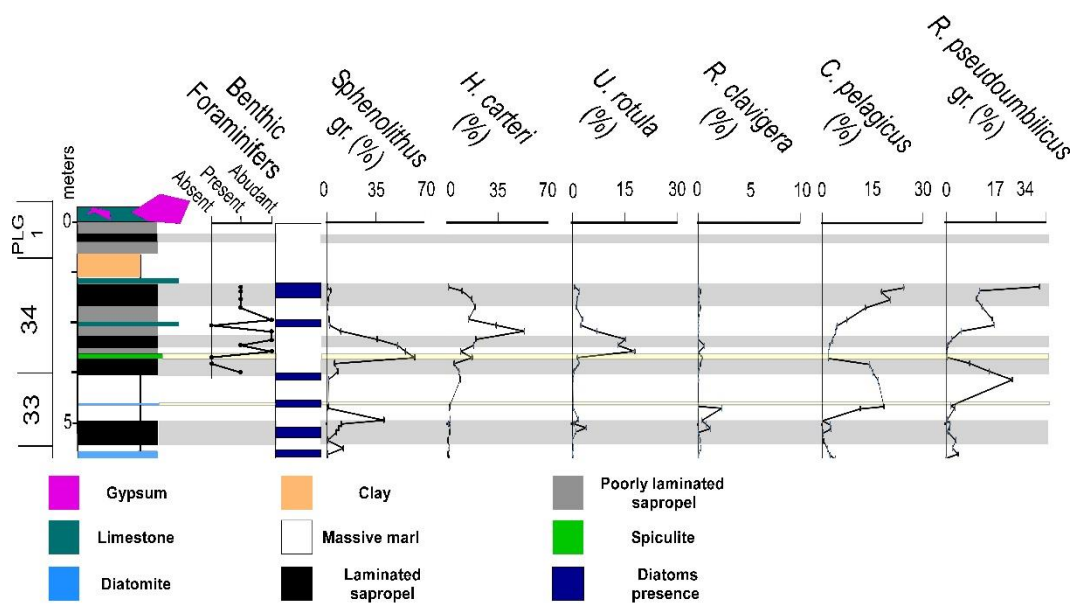 meters
Absent
Present
Abudant
Benthic
Foraminifers
Sphenolithus
gr. (%)
H. carteri
(%)
U. rotula
(%)
R. clavigera
(%)
C. pelagicus
(%)
R. pseudoumbilicus
gr. (%)
0 35 70
0 35 70
0 15 30
0 5 10
0 15 30
0 17 34
PLG
1
34
33
0
5
Gypsum
Clay
Poorly laminated
sapropel
Limestone
Massive marl
Spiculite
Diatomite
Laminated
sapropel
Diatoms
presence